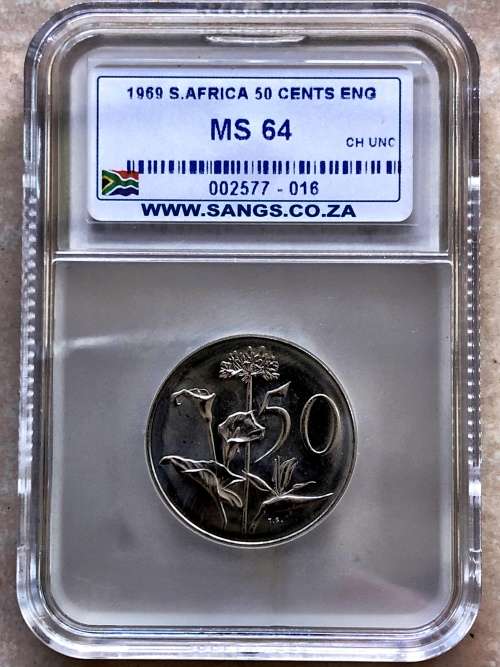 1969 S.AFRICA 50 CENTS ENG
MS 64
CH UNC
002577 - 016
WWW.SANGS.CO.ZA
50
T.S.